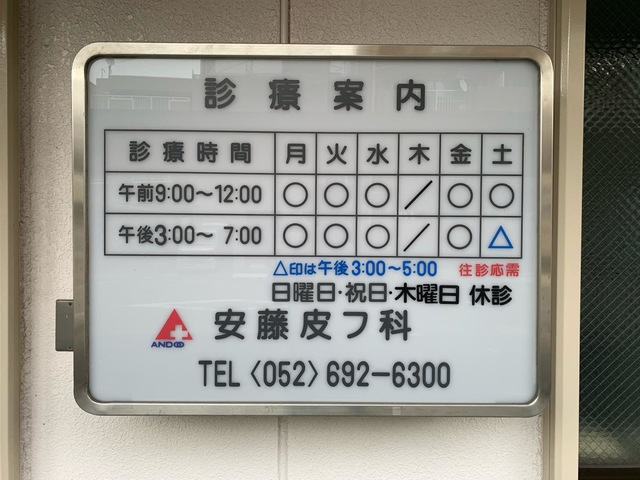 診療案内
診療時間 月 火 水 木 金 土
午前9:00〜12:00 ○ ○ ○ ／ ○ ○
午後3:00〜 7:00 ○ ○ ○ ／ ○ △
△印は午後3:00〜5:00 往診応需
日曜日・祝日・木曜日 休診
安藤皮フ科
ANDO
TEL〈052〉692−6300